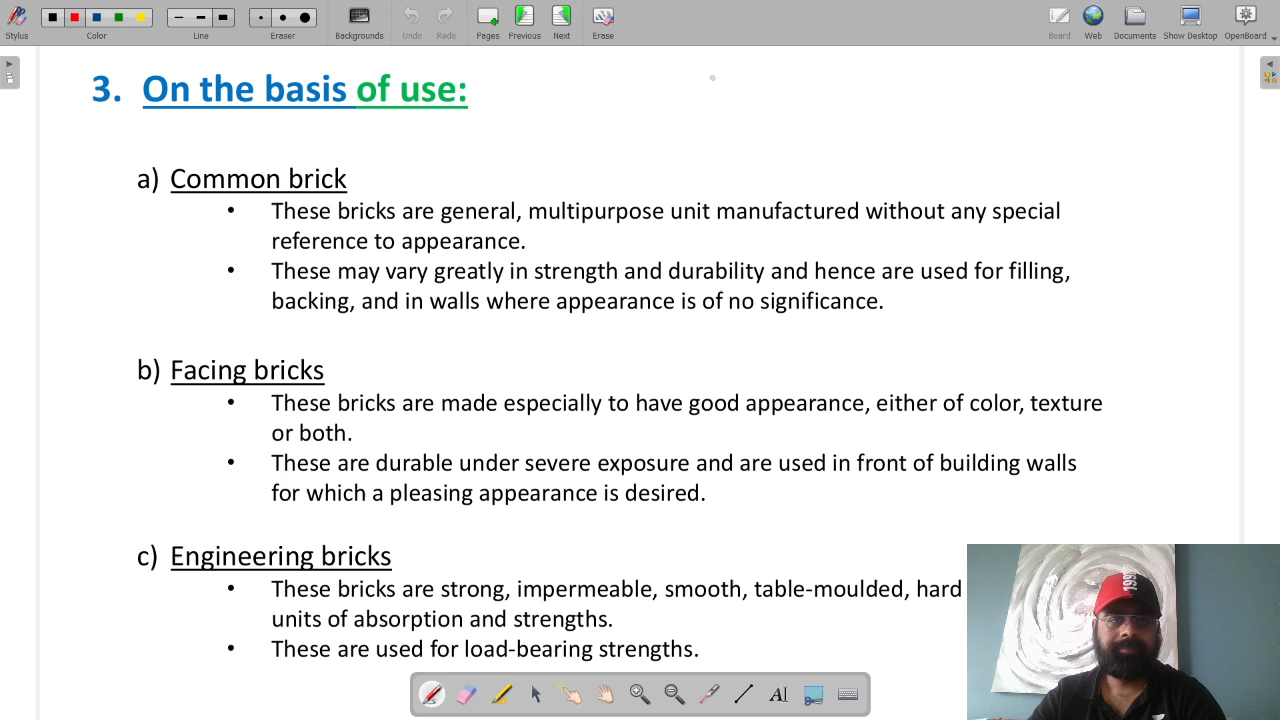 Stylus
Color
Line
Eraser
Backgrounds
Undo
Redo
Pages
Previous
Next
Erase
Board
Web
Documents
Show Desktop
OpenBoard
3. On the basis of use:
a) Common brick
• These bricks are general, multipurpose unit manufactured without any special
reference to appearance.
• These may vary greatly in strength and durability and hence are used for filling,
backing, and in walls where appearance is of no significance.
b) Facing bricks
• These bricks are made especially to have good appearance, either of color, texture
or both.
• These are durable under severe exposure and are used in front of building walls
for which a pleasing appearance is desired.
c) Engineering bricks
• These bricks are strong, impermeable, smooth, table-moulded, hard
units of absorption and strengths.
• These are used for load-bearing strengths.
199
AI